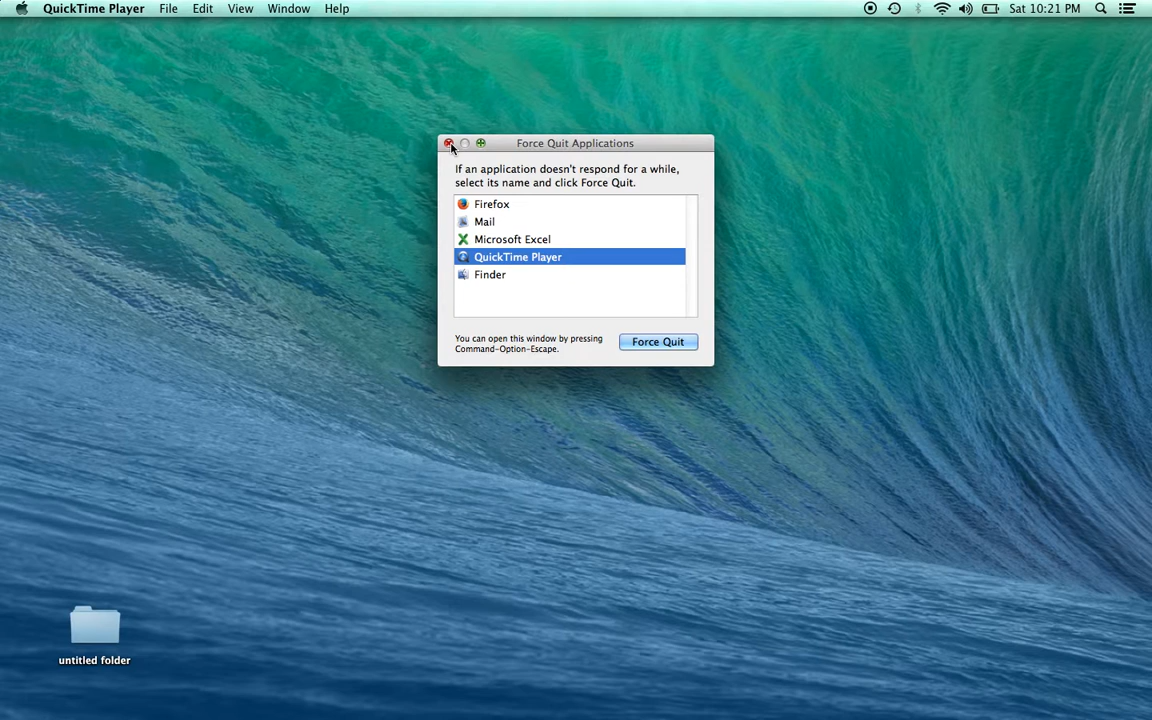 QuickTime Player File Edit View Window Help Sat 10:21 PM
Force Quit Applications
If an application doesn't respond for a while,
select its name and click Force Quit.
Firefox
Mail
Microsoft Excel
QuickTime Player
Finder
You can open this window by pressing
Command-Option-Escape.
Force Quit
untitled folder